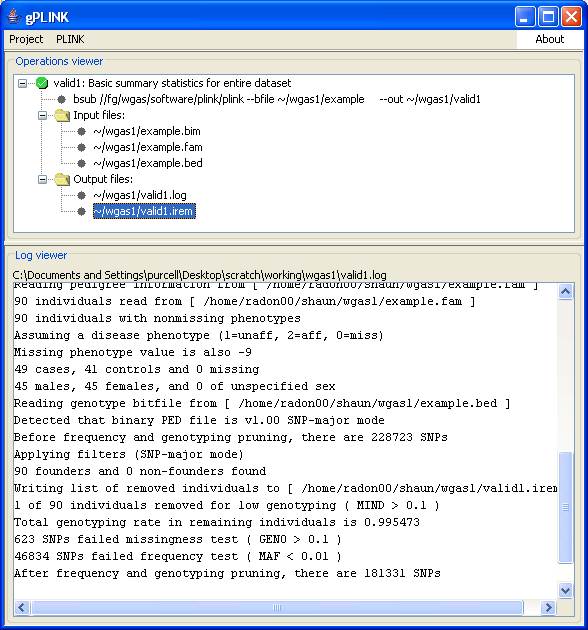 gPLINK
Project PLINK About
Operations viewer
valid1: Basic summary statistics for entire dataset
bsub //fg/wgas/software/plink/plink --bfile ~/wgas1/example --out ~/wgas1/valid1
Input files:
~/wgas1/example.bim
~/wgas1/example.fam
~/wgas1/example.bed
Output files:
~/wgas1/valid1.log
~/wgas1/valid1.irem
Log viewer
C:\Documents and Settings\purcell\Desktop\scratch\working\wgas1\valid1.log
Reading pedigree information from [ /home/radon00/shaun/wgas1/example.fam ]
90 individuals read from [ /home/radon00/shaun/wgas1/example.fam ]
90 individuals with nonmissing phenotypes
Assuming a disease phenotype (1=unaff, 2=aff, 0=miss)
Missing phenotype value is also -9
49 cases, 41 controls and 0 missing
45 males, 45 females, and 0 of unspecified sex
Reading genotype bitfile from [ /home/radon00/shaun/wgas1/example.bed ]
Detected that binary PED file is v1.00 SNP-major mode
Before frequency and genotyping pruning, there are 228723 SNPs
Applying filters (SNP-major mode)
90 founders and 0 non-founders found
Writing list of removed individuals to [ /home/radon00/shaun/wgas1/valid1.irem
1 of 90 individuals removed for low genotyping ( MIND > 0.1 )
Total genotyping rate in remaining individuals is 0.995473
623 SNPs failed missingness test ( GENO > 0.1 )
46834 SNPs failed frequency test ( MAF < 0.01 )
After frequency and genotyping pruning, there are 181331 SNPs